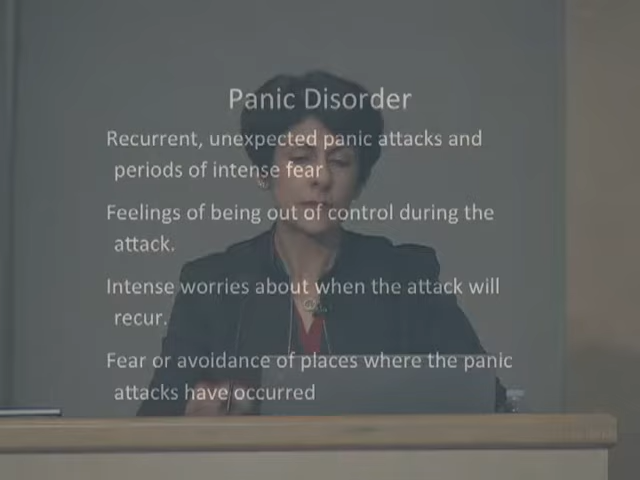 Panic Disorder
Recurrent, unexpected panic attacks and
periods of intense fear
Feelings of being out of control during the
attack.
Intense worries about when the attack will
recur.
Fear or avoidance of places where the panic
attacks have occurred